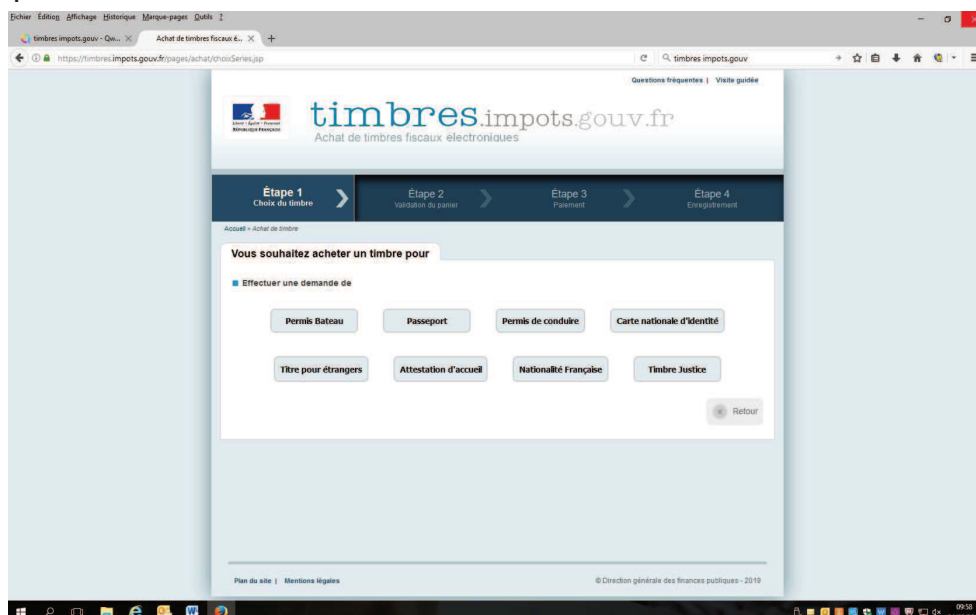 Fichier Édition Affichage Historique Marque-pages Outils ?
timbres impots.gouv - Qw... Achat de timbres fiscaux é...
https://timbres.impots.gouv.fr/pages/achat/choixSeries.jsp timbres impots.gouv
Questions fréquentes | Visite guidée
timbres.impots.gouv.fr
Liberté • Égalité • Fraternité
RÉPUBLIQUE FRANÇAISE
Achat de timbres fiscaux électroniques
Étape 1 Étape 2 Étape 3 Étape 4
Choix du timbre Validation du panier Paiement Enregistrement
Accueil > Achat de timbre
Vous souhaitez acheter un timbre pour
Effectuer une demande de
Permis Bateau Passeport Permis de conduire Carte nationale d'identité
Titre pour étrangers Attestation d'accueil Nationalité Française Timbre Justice
Retour
Plan du site | Mentions légales © Direction générale des finances publiques - 2019
09:58